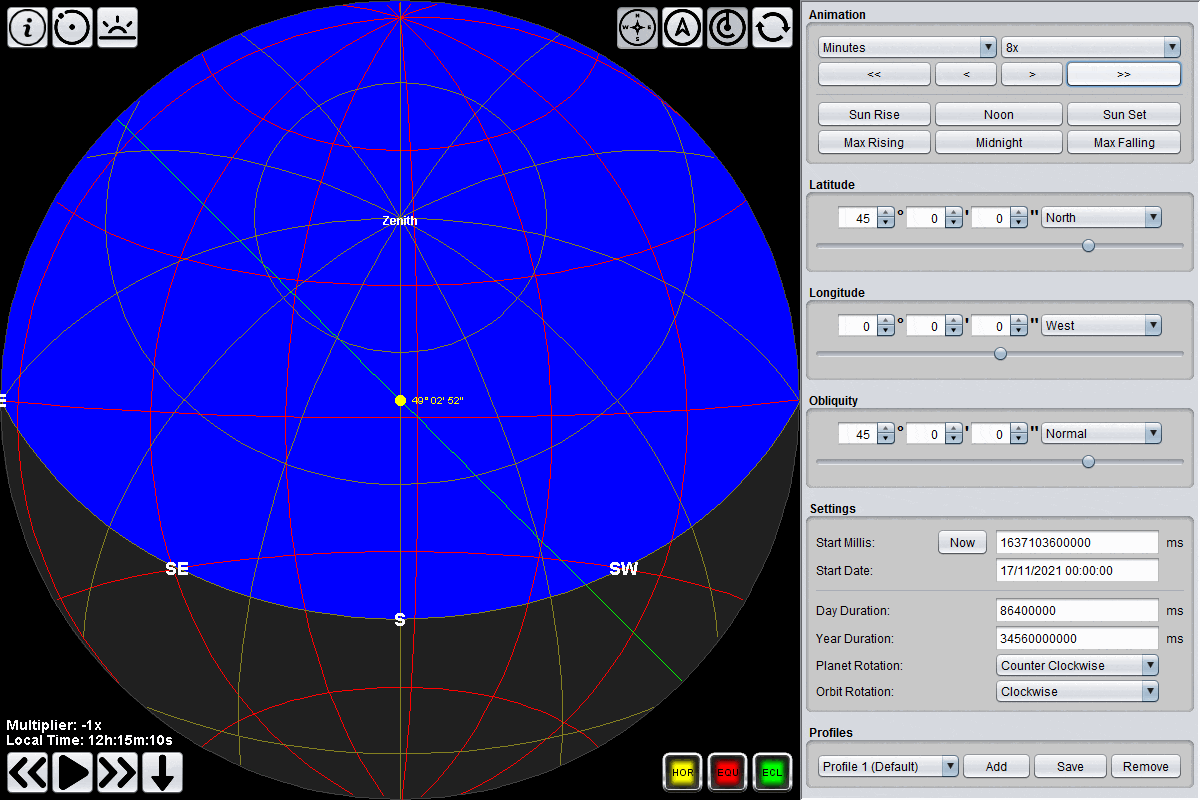 i
N
W E
S
A
Zenith
49° 02' 52"
E
SE
SW
S
Multiplier: -1x
Local Time: 12h:15m:10s
HOR
EQU
ECL
Animation
Minutes
8x
<<
<
>
>>
Sun Rise
Noon
Sun Set
Max Rising
Midnight
Max Falling
Latitude
45 ° 0 ' 0 " North
Longitude
0 ° 0 ' 0 " West
Obliquity
45 ° 0 ' 0 " Normal
Settings
Start Millis: Now 1637103600000 ms
Start Date: 17/11/2021 00:00:00
Day Duration: 86400000 ms
Year Duration: 34560000000 ms
Planet Rotation: Counter Clockwise
Orbit Rotation: Clockwise
Profiles
Profile 1 (Default)
Add
Save
Remove